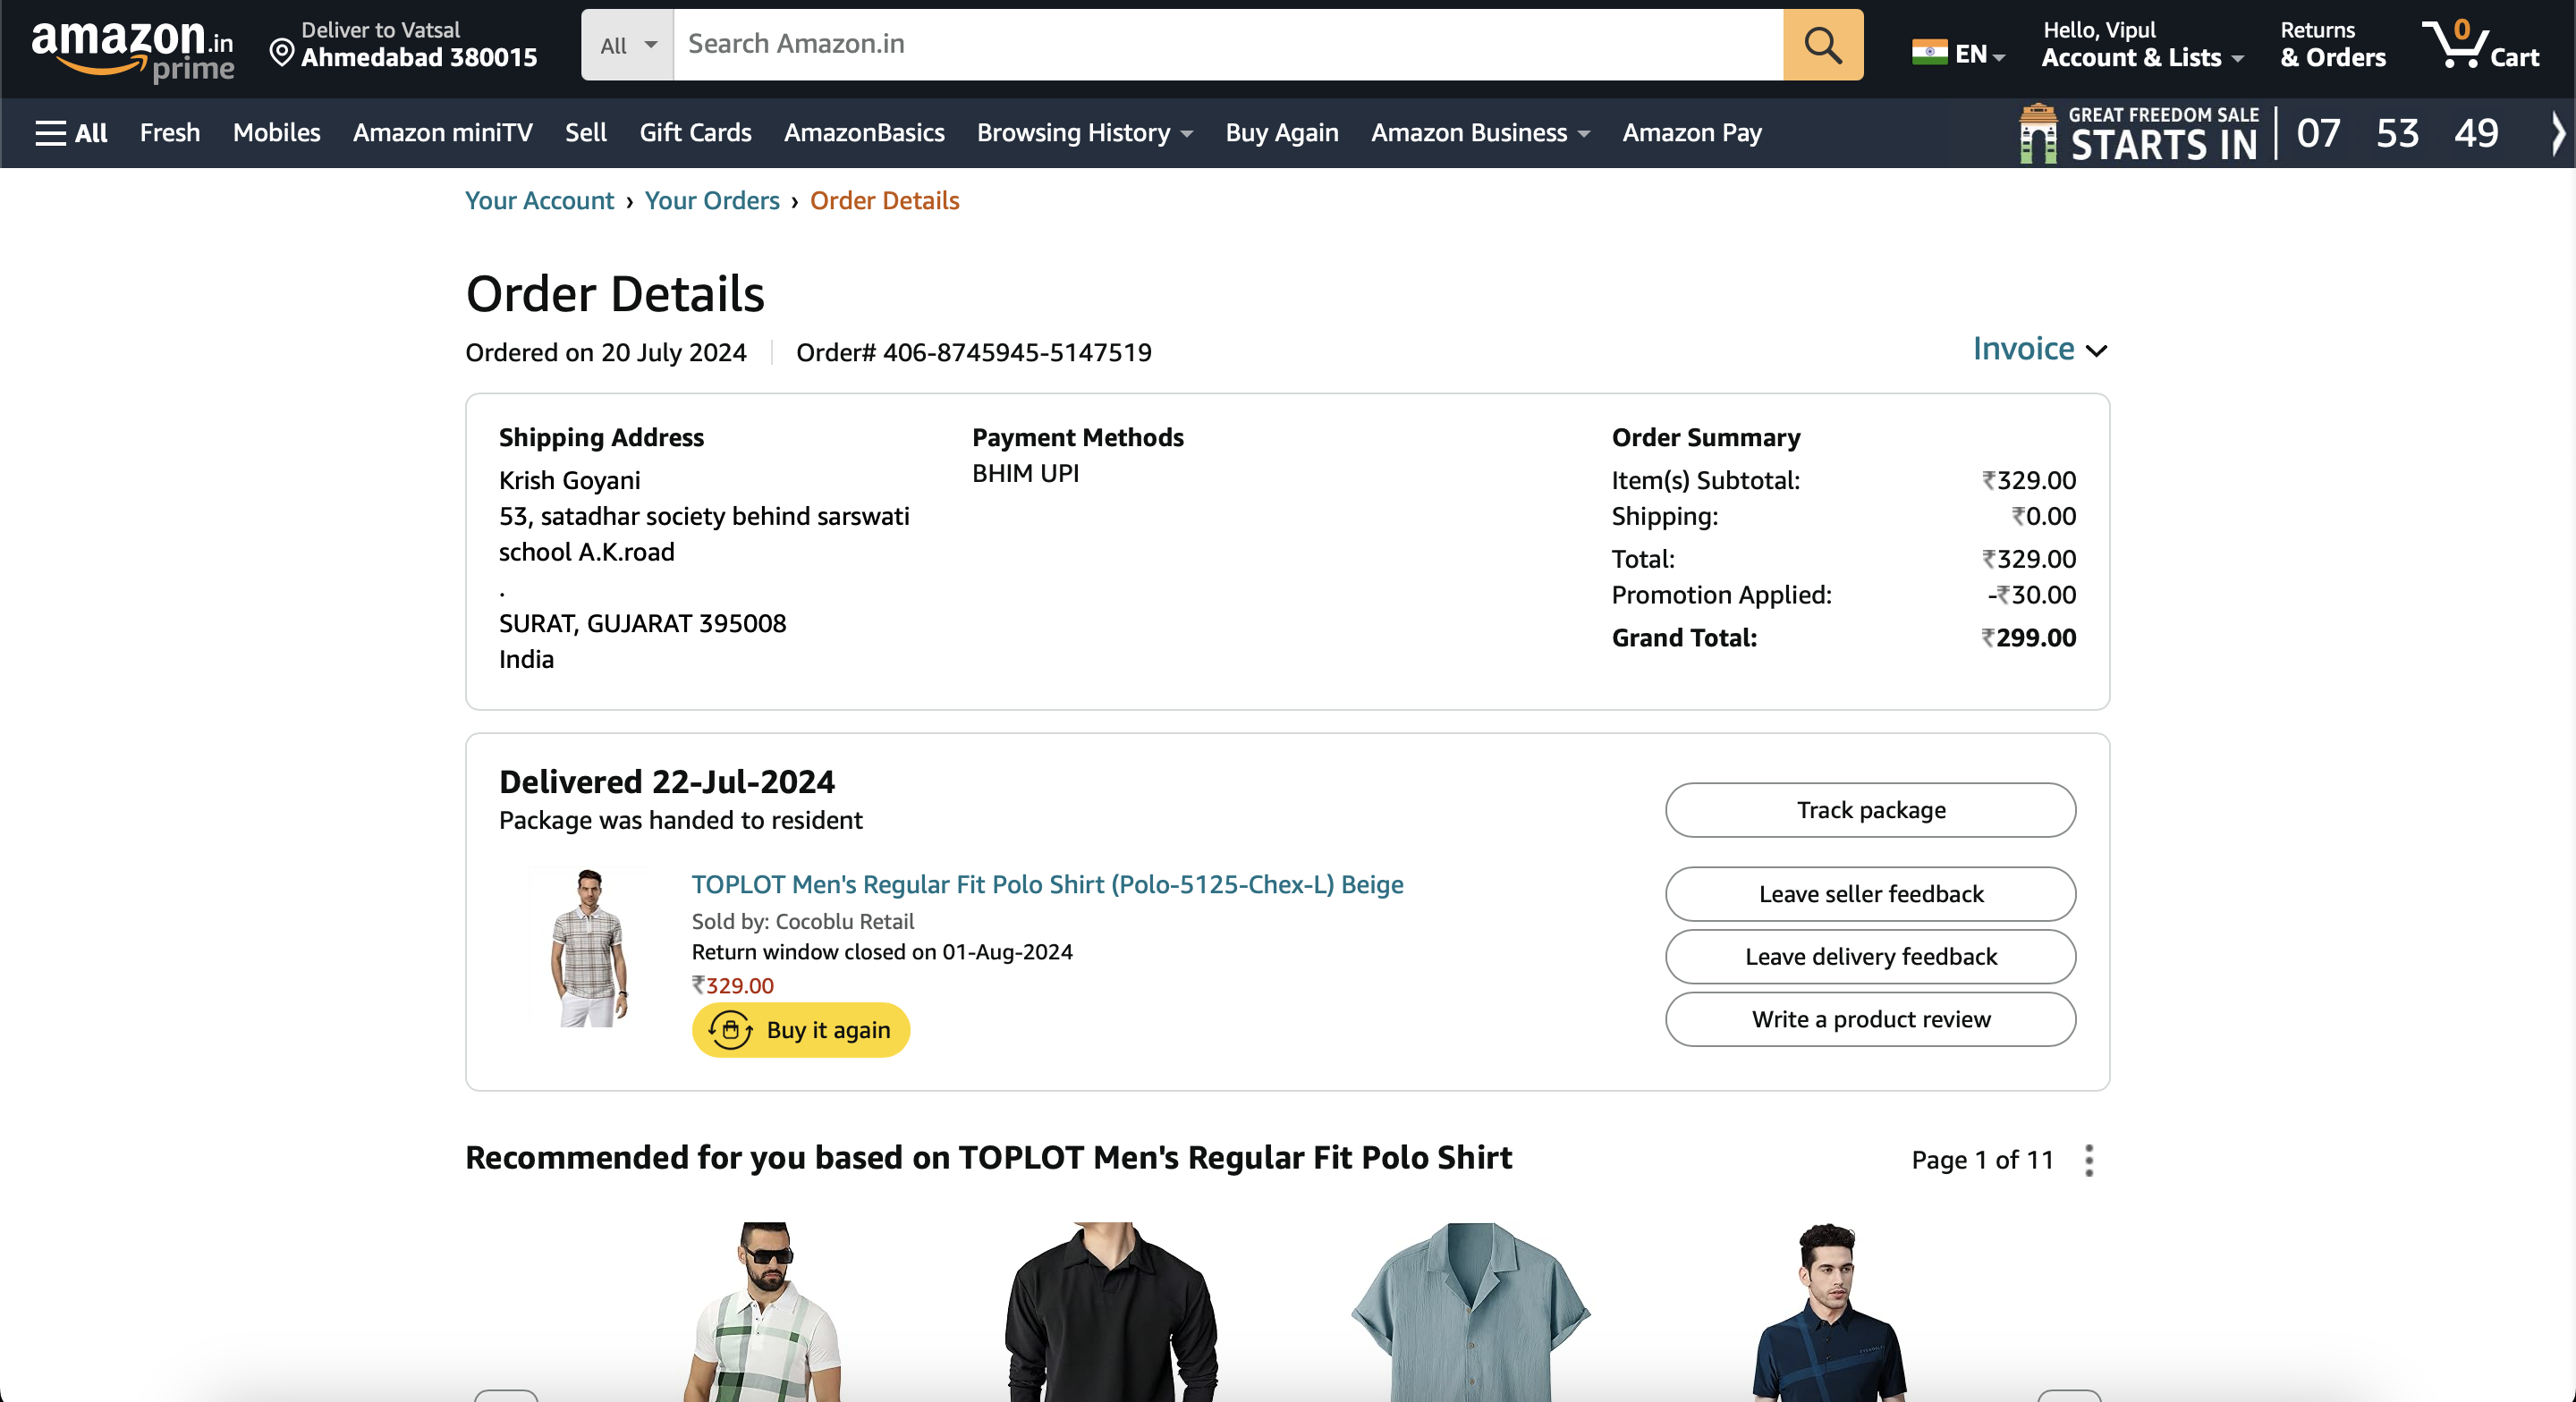 amazon.in
prime
Deliver to Vatsal
Ahmedabad 380015
All
Search Amazon.in
EN
Hello, Vipul
Account & Lists
Returns
& Orders
0
Cart
All
Fresh
Mobiles
Amazon miniTV
Sell
Gift Cards
AmazonBasics
Browsing History
Buy Again
Amazon Business
Amazon Pay
GREAT FREEDOM SALE
STARTS IN
07 53 49
Your Account › Your Orders › Order Details
Order Details
Ordered on 20 July 2024
Order# 406-8745945-5147519
Invoice
Shipping Address
Krish Goyani
53, satadhar society behind sarswati
school A.K.road
.
SURAT, GUJARAT 395008
India
Payment Methods
BHIM UPI
Order Summary
Item(s) Subtotal: ₹329.00
Shipping: ₹0.00
Total: ₹329.00
Promotion Applied: -₹30.00
Grand Total: ₹299.00
Delivered 22-Jul-2024
Package was handed to resident
TOPLOT Men's Regular Fit Polo Shirt (Polo-5125-Chex-L) Beige
Sold by: Cocoblu Retail
Return window closed on 01-Aug-2024
₹329.00
Buy it again
Track package
Leave seller feedback
Leave delivery feedback
Write a product review
Recommended for you based on TOPLOT Men's Regular Fit Polo Shirt
Page 1 of 11